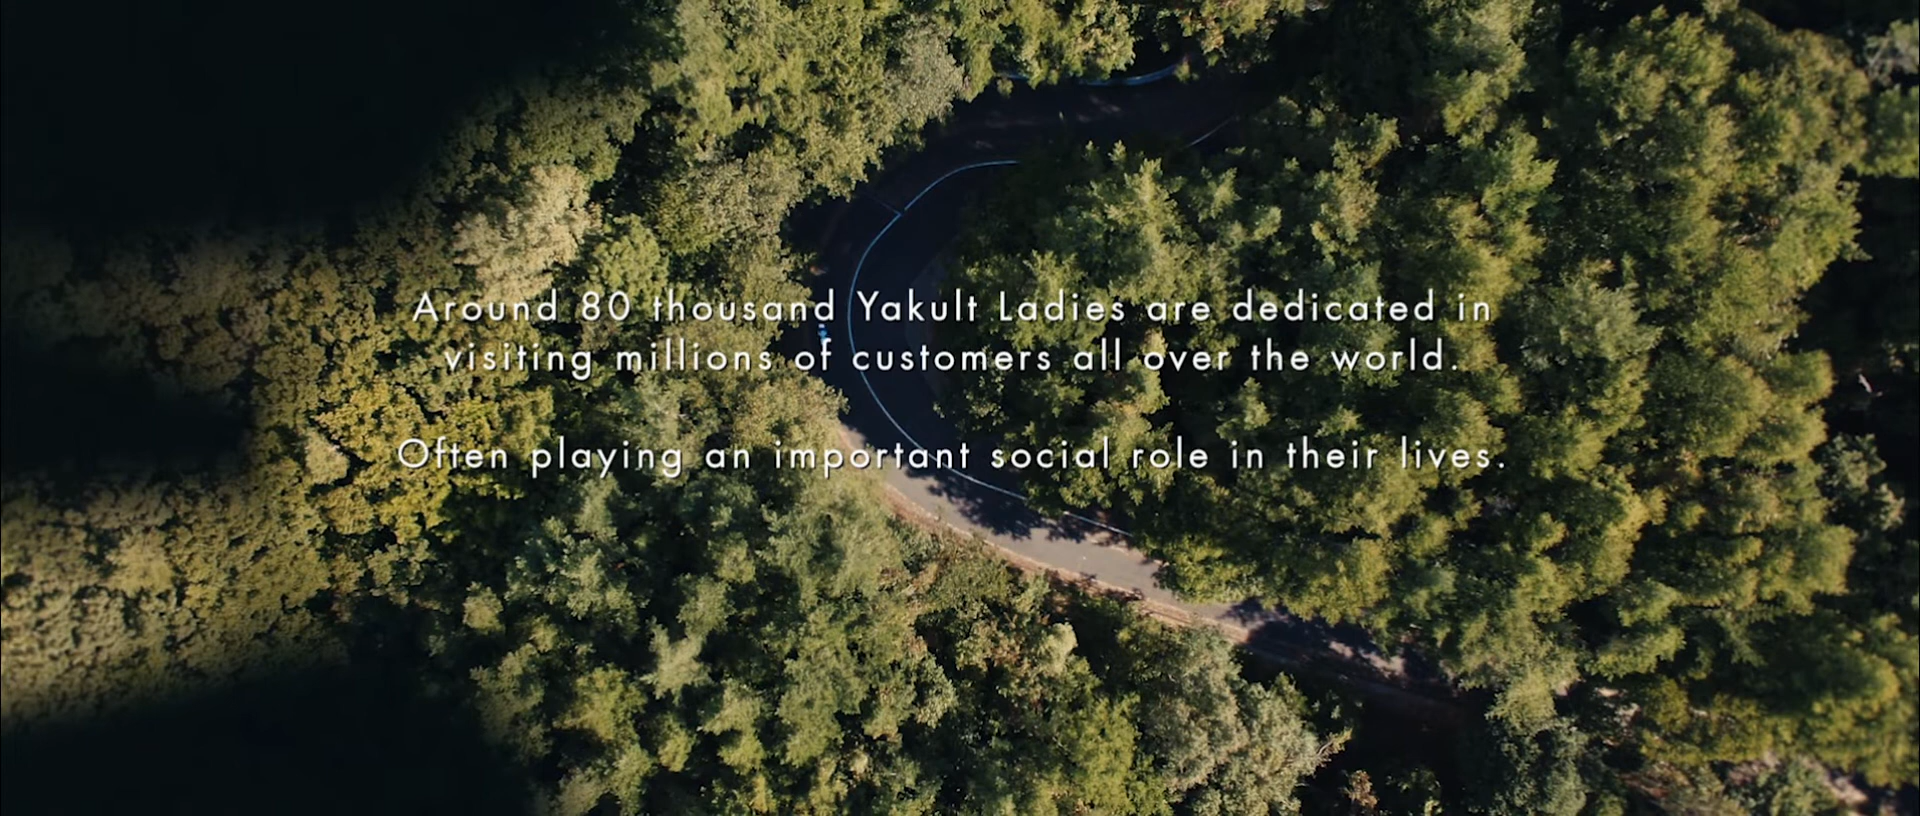 Around 80 thousand Yakult Ladies are dedicated in
visiting millions of customers all over the world.
Often playing an important social role in their lives.